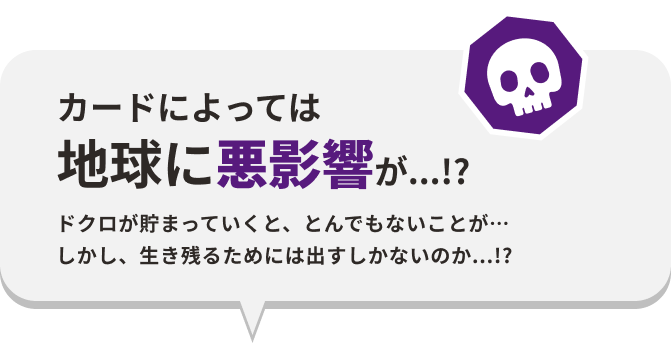 カードによっては
地球に悪影響が...!?
ドクロが貯まっていくと、とんでもないことが…
しかし、生き残るためには出すしかないのか...!?